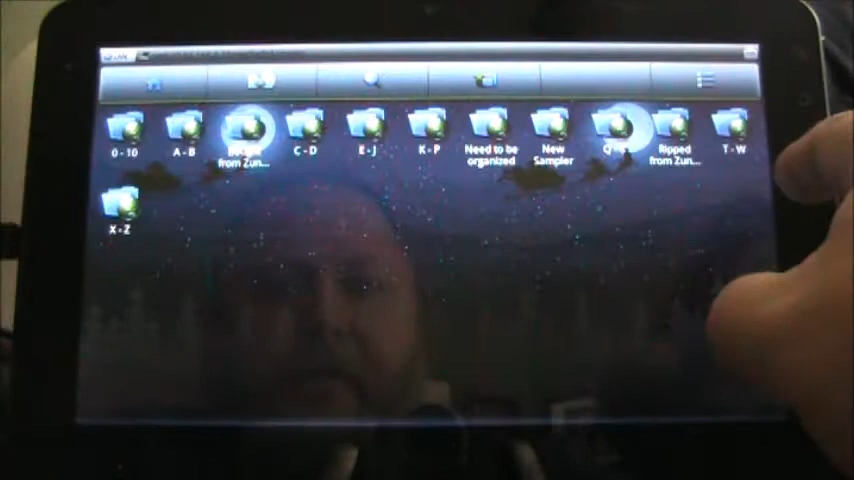 0 - 10
A - B
from Zun...
C - D
E - J
K - P
Need to be
organized
New
Sampler
Ripped
from Zun...
T - W
X - Z